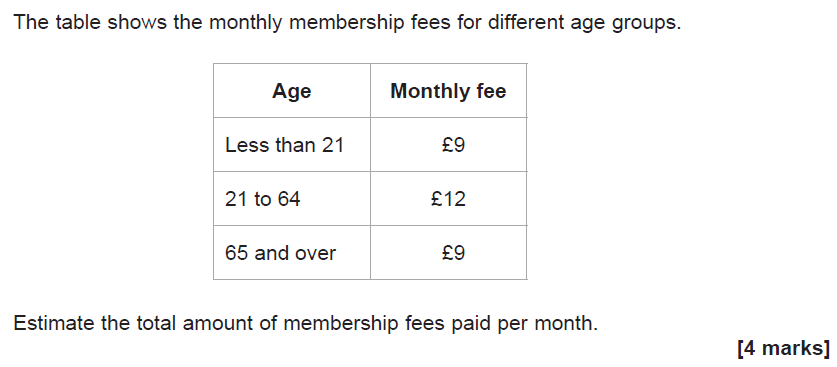 The table shows the monthly membership fees for different age groups.
Age Monthly fee
Less than 21 £9
21 to 64 £12
65 and over £9
Estimate the total amount of membership fees paid per month.
[4 marks]